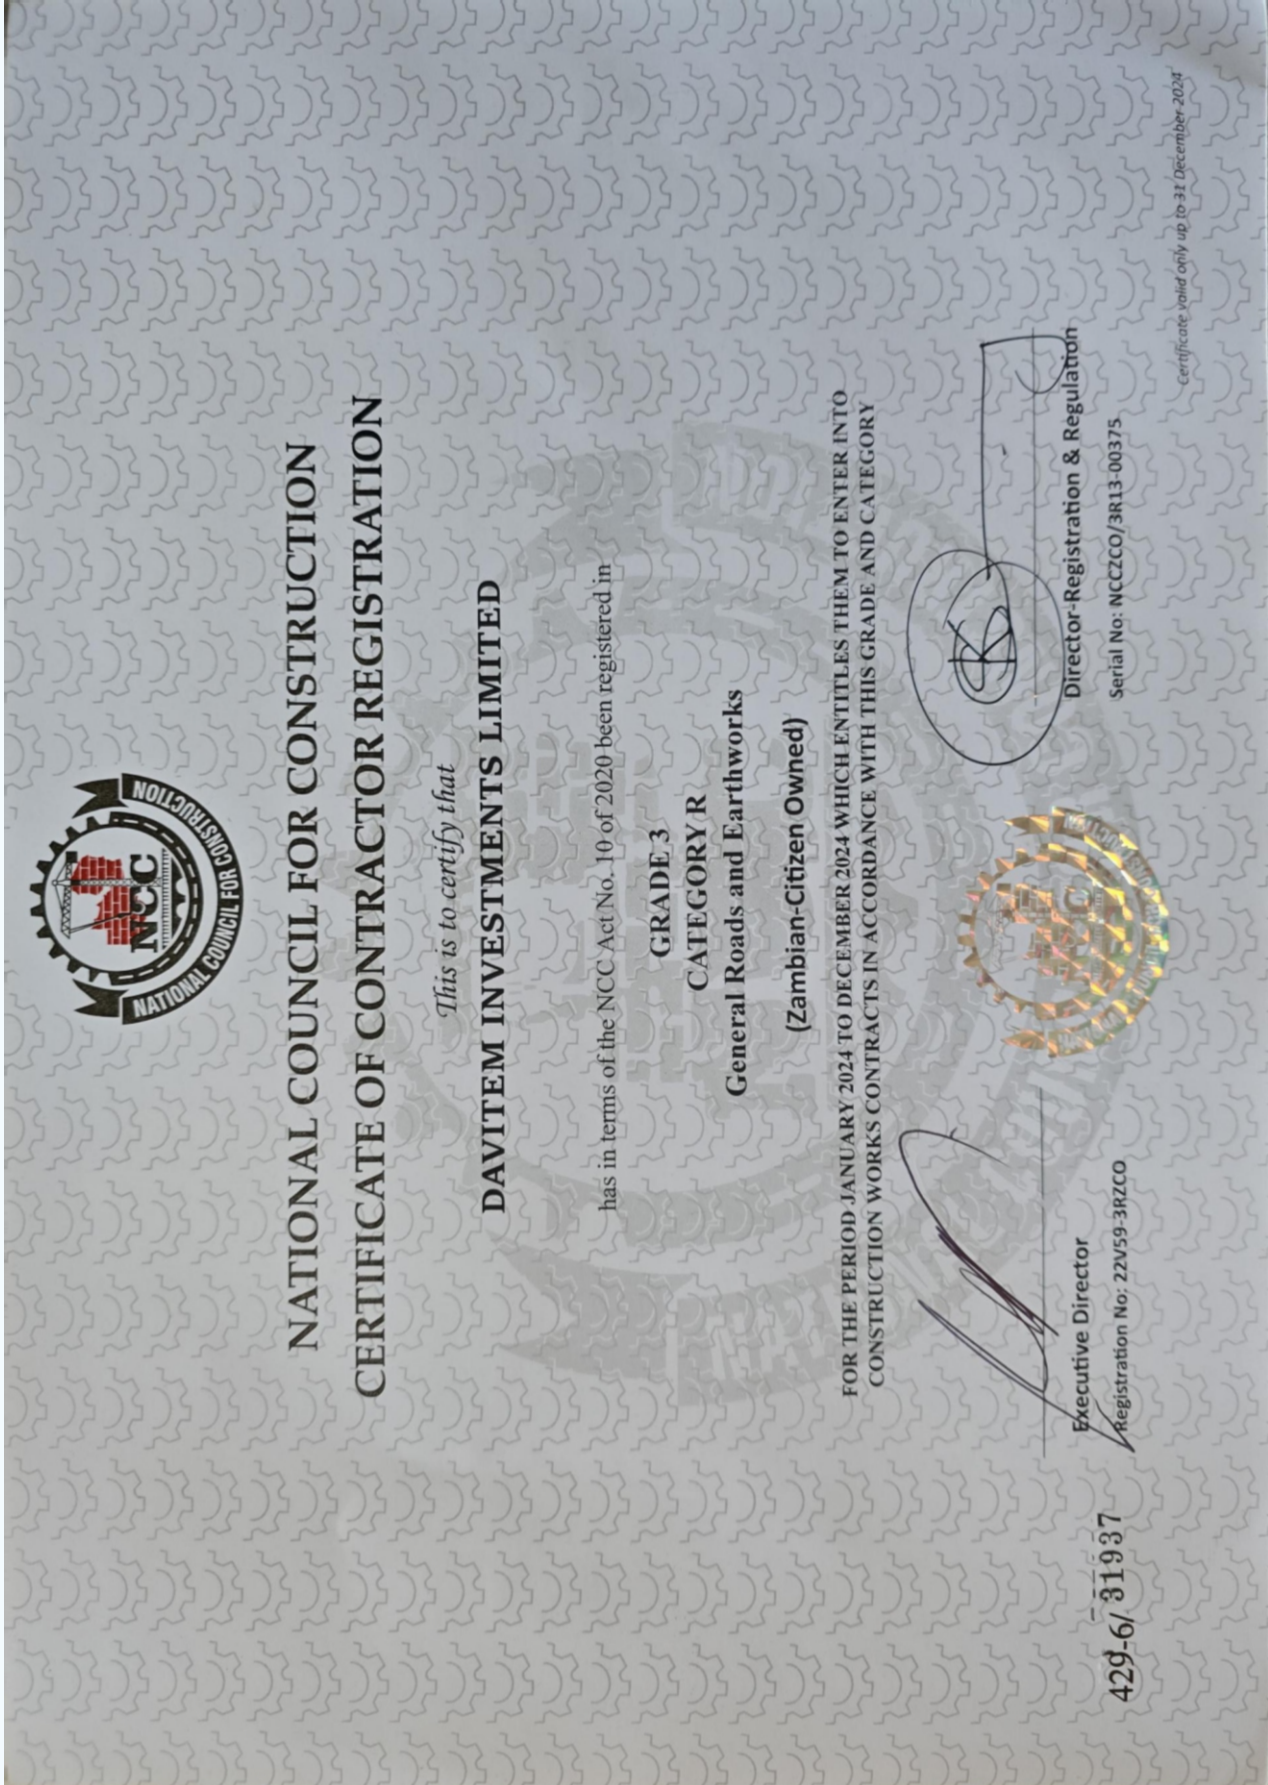 NCC
NATIONAL COUNCIL FOR CONSTRUCTION
NATIONAL COUNCIL FOR CONSTRUCTION
CERTIFICATE OF CONTRACTOR REGISTRATION
This is to certify that
DAVITEM INVESTMENTS LIMITED
has in terms of the NCC Act No. 10 of 2020 been registered in
GRADE 3
CATEGORY R
General Roads and Earthworks
(Zambian-Citizen Owned)
FOR THE PERIOD JANUARY 2024 TO DECEMBER 2024 WHICH ENTITLES THEM TO ENTER INTO
CONSTRUCTION WORKS CONTRACTS IN ACCORDANCE WITH THIS GRADE AND CATEGORY
Executive Director
Registration No: 22V59-3RZCO
Director-Registration & Regulation
Serial No: NCCZCO/3R13-00375
429-6/ 31937
Certificate valid only up to 31 December 2024